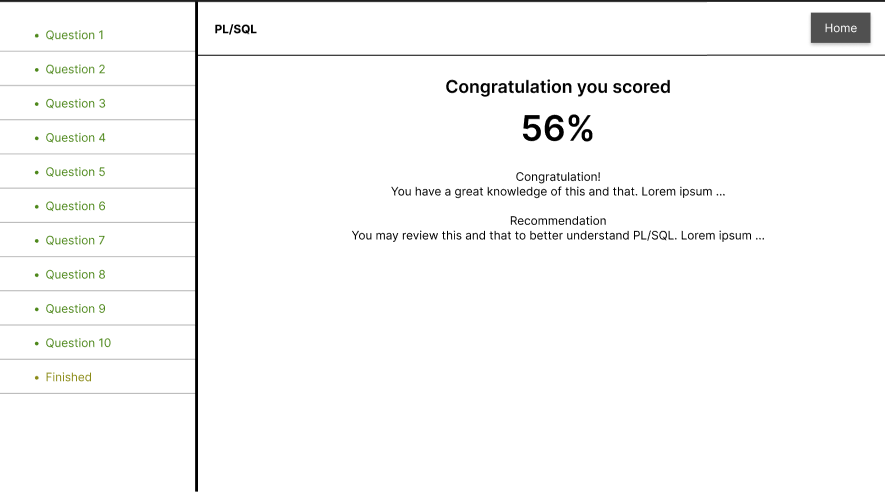 • Question 1
• Question 2
• Question 3
• Question 4
• Question 5
• Question 6
• Question 7
• Question 8
• Question 9
• Question 10
• Finished
PL/SQL
Home
Congratulation you scored
56%
Congratulation!
You have a great knowledge of this and that. Lorem ipsum ...
Recommendation
You may review this and that to better understand PL/SQL. Lorem ipsum ...